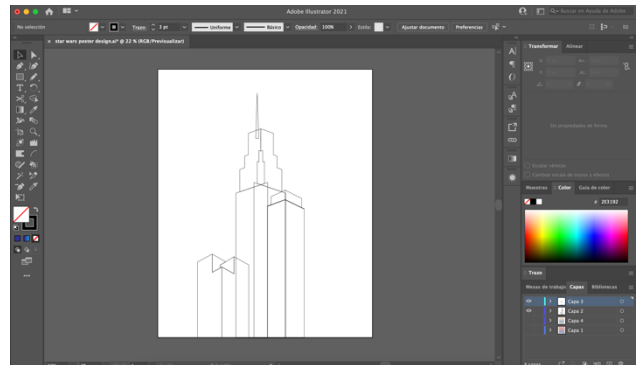 Adobe Illustrator 2021
Buscar en Ayuda de Adobe
No selección
Trazo:
3 pt
Uniforme
Básico
Opacidad:
100%
Estilo:
Ajustar documento
Preferencias
× star wars poster design.ai* @ 22 % (RGB/Previsualizar)
Transformar
Alinear
Sin propiedades de forma
Escalar vértices
Cambiar escala de trazos y efectos
Muestras
Color
Guía de color
# 2E3192
Trazo
Mesas de trabajo
Capas
Bibliotecas
Capa 3
Capa 2
Capa 4
Capa 1